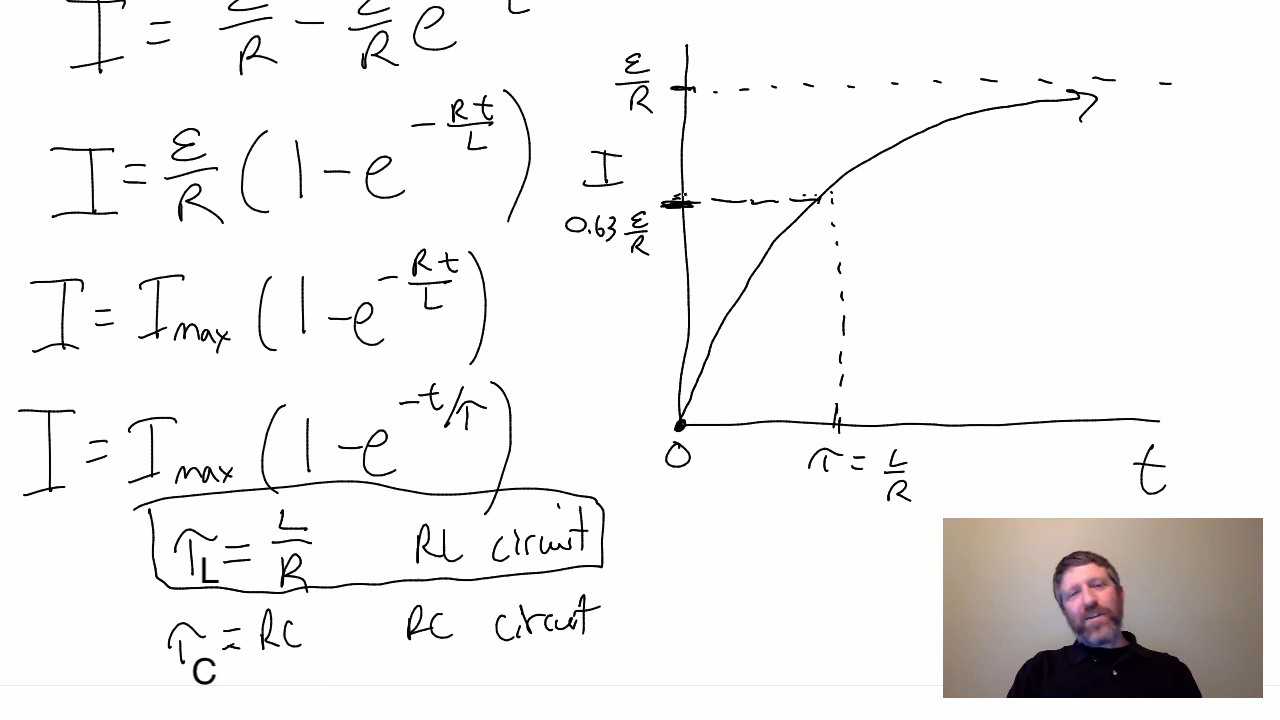 I = ε/R - ε/R e
I = ε/R (1 - e^(-Rt/L))
I = Imax (1 - e^(-Rt/L))
I = Imax (1 - e^(-t/τ))
τL = L/R RL circuit
τC = RC RC circuit
ε/R
I
0.63 ε/R
0
τ = L/R
t